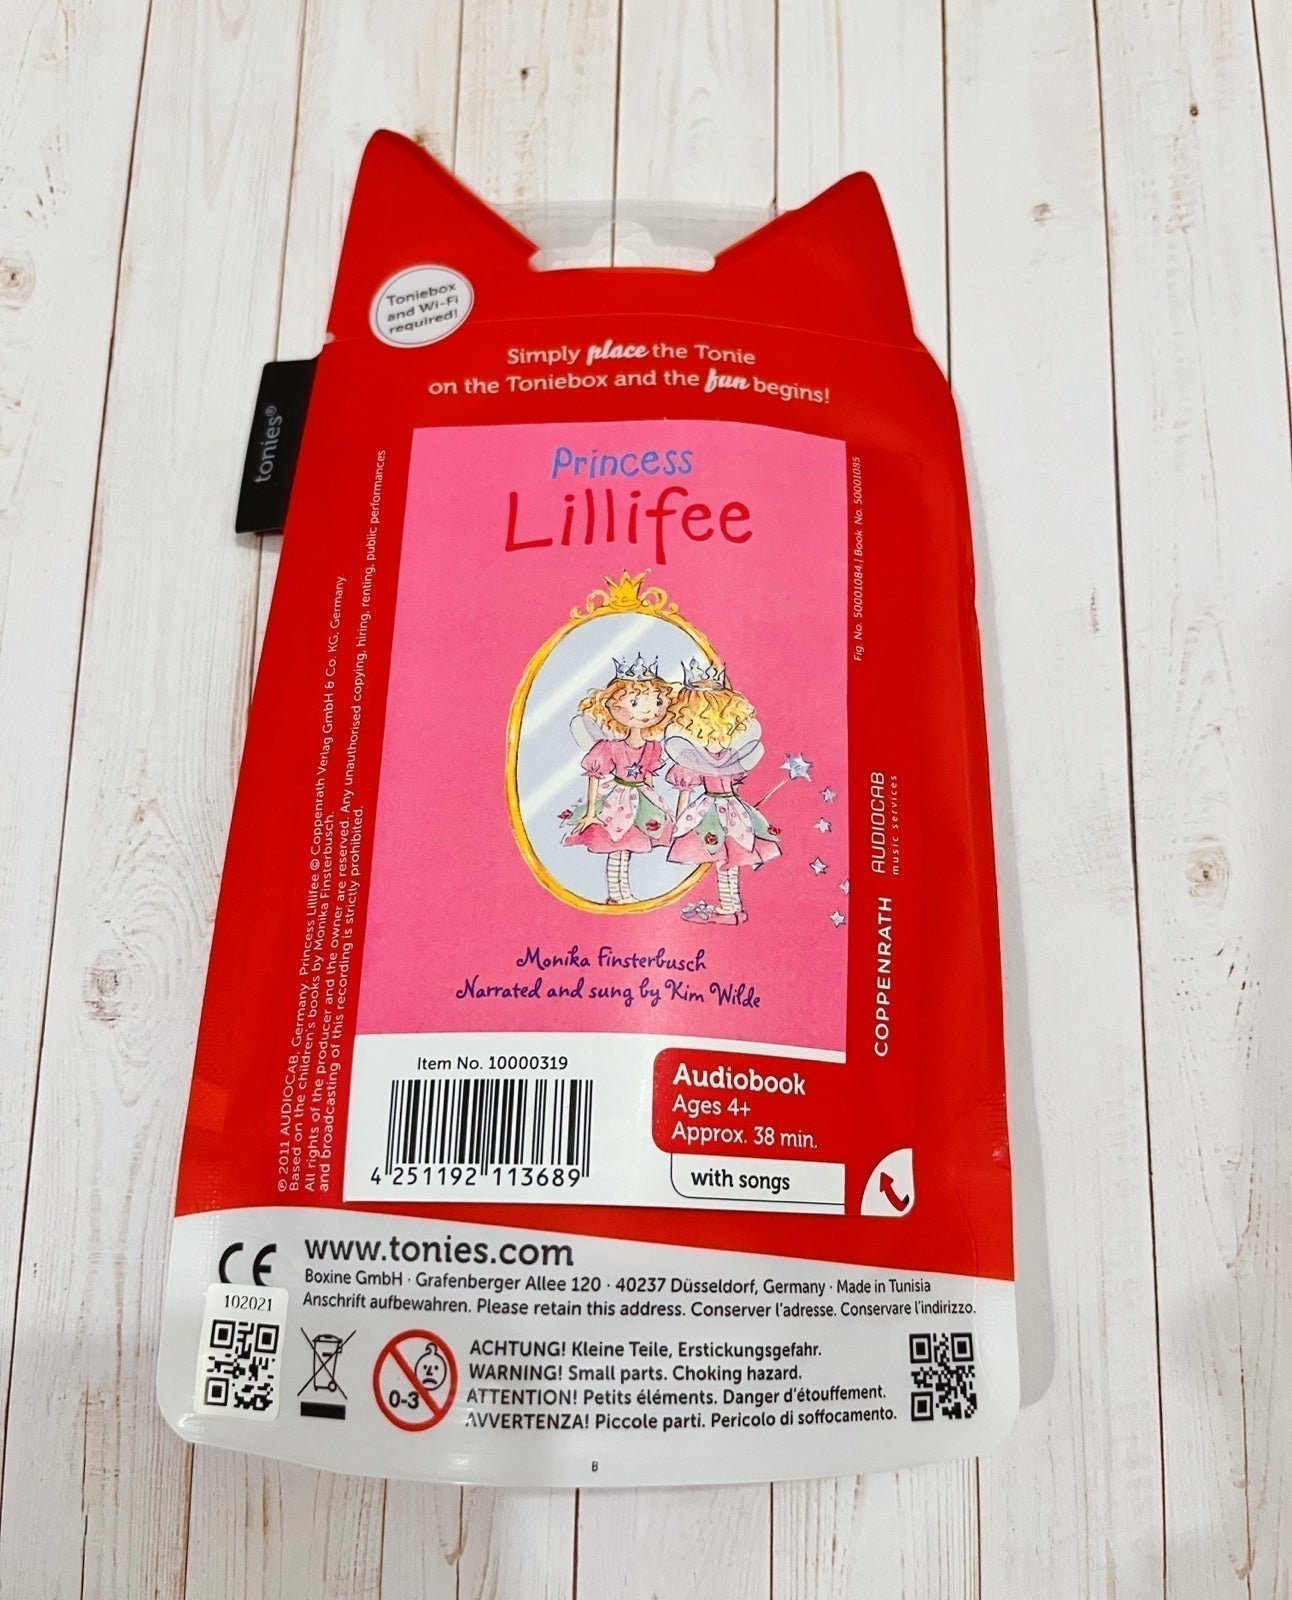 Toniebox
and Wi-Fi
required!
Simply place the Tonie
on the Toniebox and the fun begins!
tonies®
Princess
Lillifee
Monika Finsterbusch
Narrated and sung by Kim Wilde
℗ 2011 AUDIOCAB, Germany. Princess Lillifee © Coppenrath Verlag GmbH & Co. KG, Germany.
Based on the children's books by Monika Finsterbusch.
All rights of the producer and the owner are reserved. Any unauthorised copying, hiring, renting, public performances
and broadcasting of this recording is strictly prohibited.
Fig. No. 50001084 | Book No. 50001085
COPPENRATH
AUDIOCAB
music services
Item No. 10000319
4 251192 113689
Audiobook
Ages 4+
Approx. 38 min.
with songs
CE
www.tonies.com
Boxine GmbH · Grafenberger Allee 120 · 40237 Düsseldorf, Germany · Made in Tunisia
Anschrift aufbewahren. Please retain this address. Conserver l'adresse. Conservare l'indirizzo.
102021
0-3
ACHTUNG! Kleine Teile, Erstickungsgefahr.
WARNING! Small parts. Choking hazard.
ATTENTION! Petits éléments. Danger d'étouffement.
AVVERTENZA! Piccole parti. Pericolo di soffocamento.
B